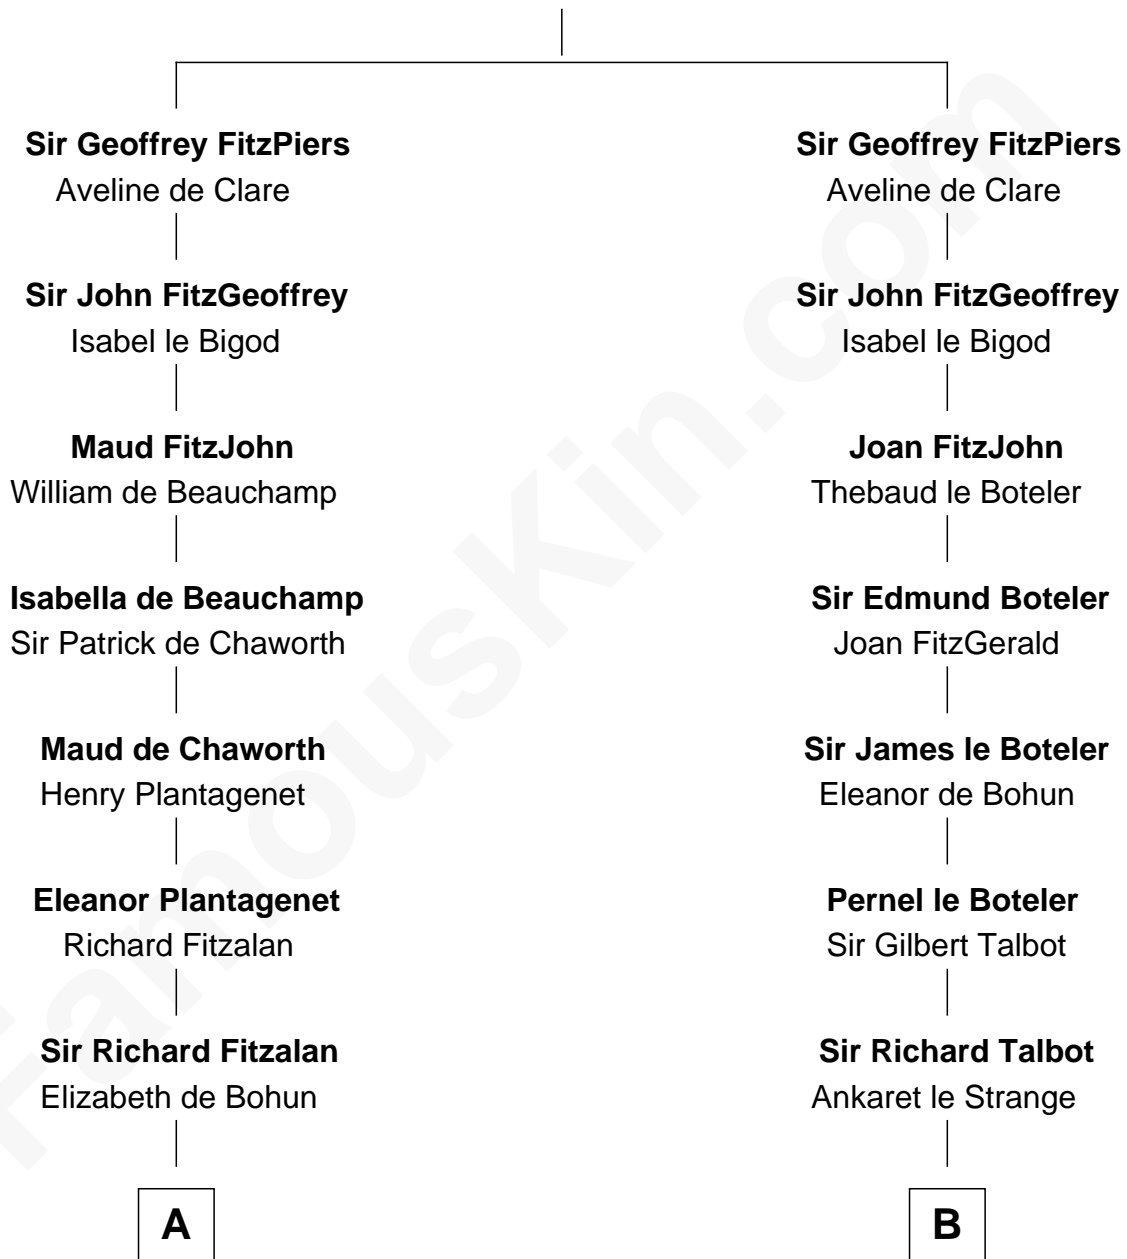 Sir Geoffrey FitzPiers
Aveline de Clare
Sir John FitzGeoffrey
Isabel le Bigod
Maud FitzJohn
William de Beauchamp
Isabella de Beauchamp
Sir Patrick de Chaworth
Maud de Chaworth
Henry Plantagenet
Eleanor Plantagenet
Richard Fitzalan
Sir Richard Fitzalan
Elizabeth de Bohun
A
Sir Geoffrey FitzPiers
Aveline de Clare
Sir John FitzGeoffrey
Isabel le Bigod
Joan FitzJohn
Thebaud le Boteler
Sir Edmund Boteler
Joan FitzGerald
Sir James le Boteler
Eleanor de Bohun
Pernel le Boteler
Sir Gilbert Talbot
Sir Richard Talbot
Ankaret le Strange
B
FamousKin.com